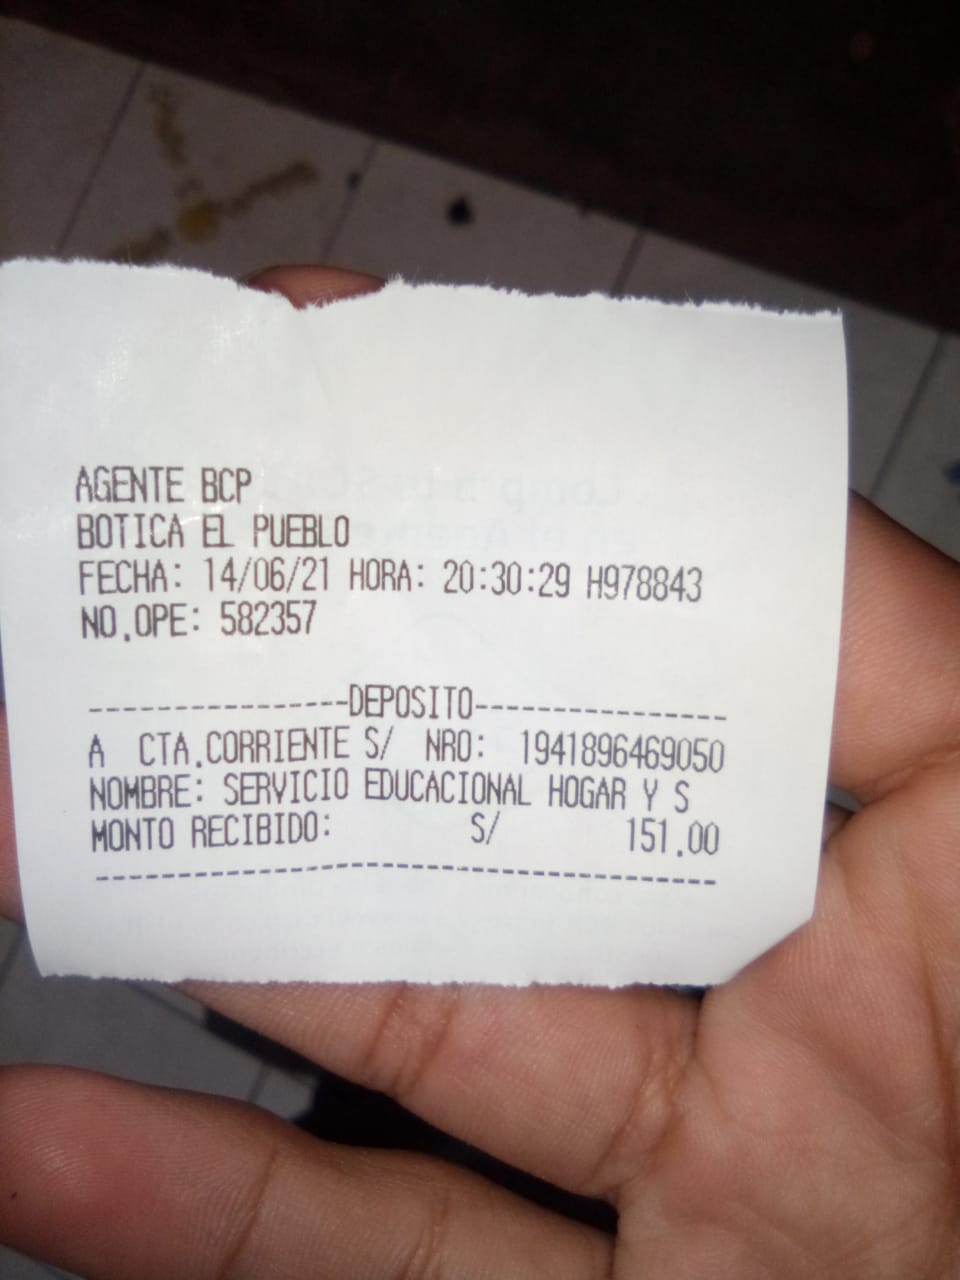 AGENTE BCP
BOTICA EL PUEBLO
FECHA: 14/06/21 HORA: 20:30:29 H978843
NO.OPE: 582357
----------------DEPOSITO----------------
A CTA.CORRIENTE S/ NRO: 1941896469050
NOMBRE: SERVICIO EDUCACIONAL HOGAR Y S
MONTO RECIBIDO: S/ 151.00
----------------------------------------